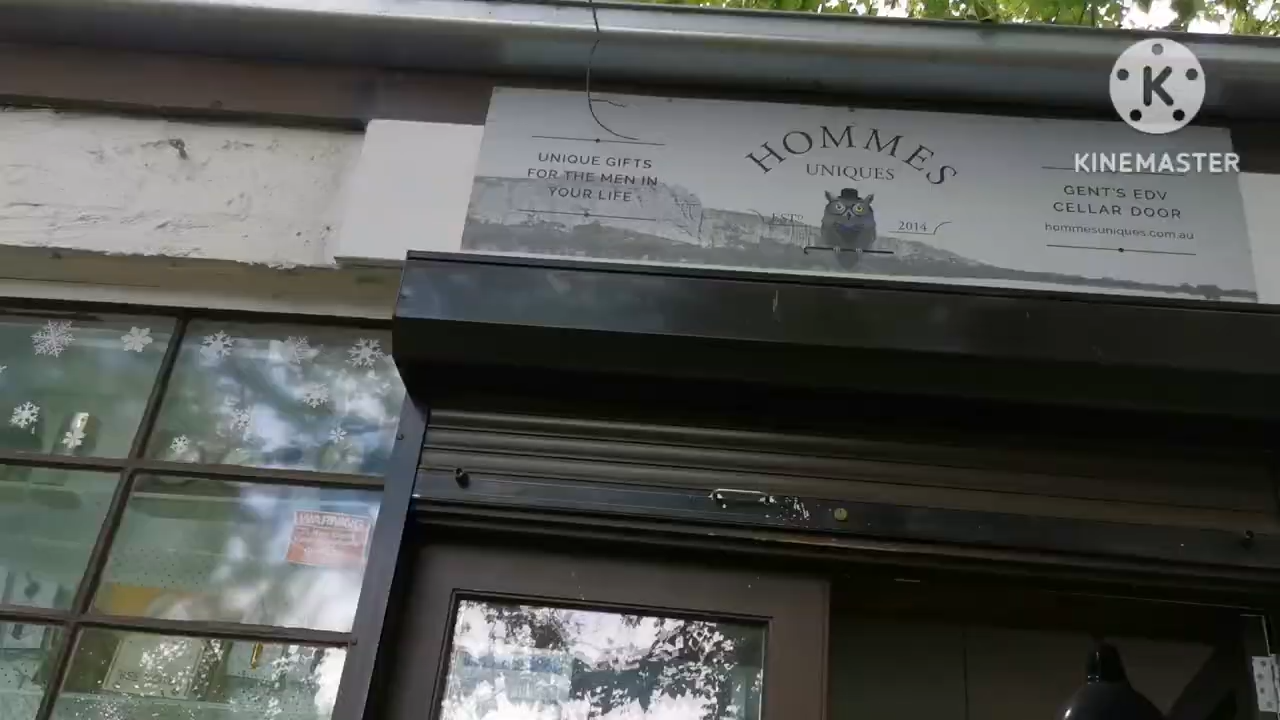 UNIQUE GIFTS
FOR THE MEN IN
YOUR LIFE
HOMMES
UNIQUES
ESTD 2014
GENT'S EDV
CELLAR DOOR
hommesuniques.com.au
K
KINEMASTER
WARNING